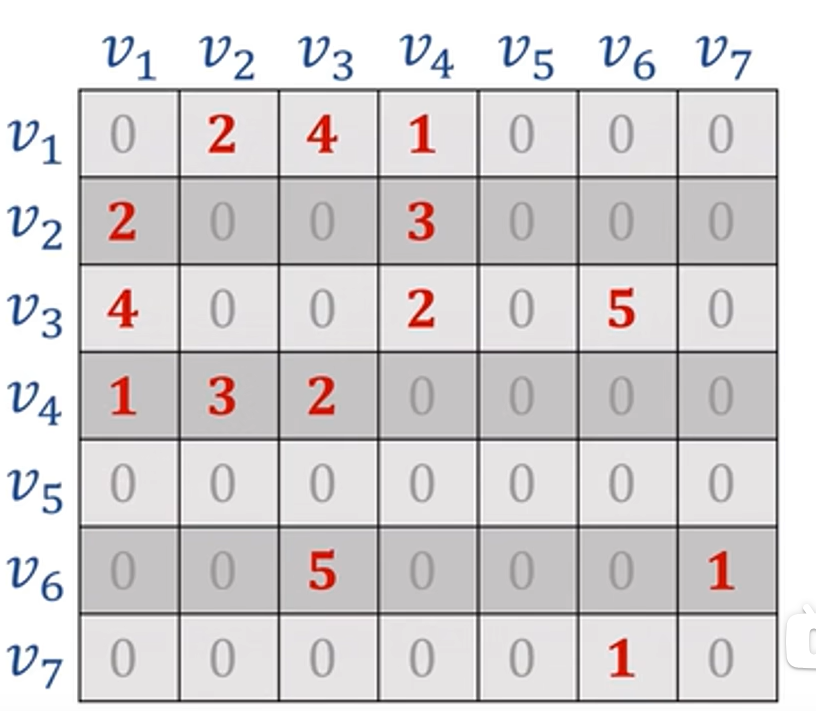 v₁ v₂ v₃ v₄ v₅ v₆ v₇
v₁ 0 2 4 1 0 0 0
v₂ 2 0 0 3 0 0 0
v₃ 4 0 0 2 0 5 0
v₄ 1 3 2 0 0 0 0
v₅ 0 0 0 0 0 0 0
v₆ 0 0 5 0 0 0 1
v₇ 0 0 0 0 0 1 0